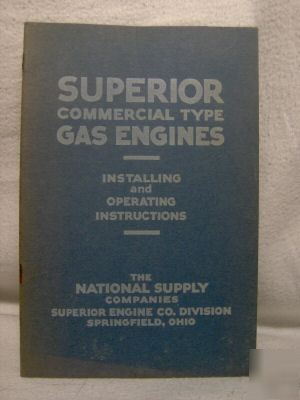 SUPERIOR
COMMERCIAL TYPE
GAS ENGINES
INSTALLING
and
OPERATING
INSTRUCTIONS
THE
NATIONAL SUPPLY
COMPANIES
SUPERIOR ENGINE CO. DIVISION
SPRINGFIELD, OHIO